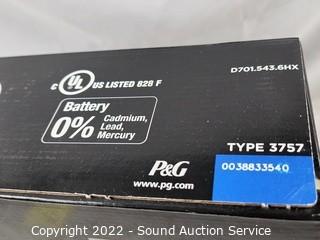 D701.543.6HX
c UL US LISTED 828 F
Battery
0% Cadmium,
Lead,
Mercury
TYPE 3757
P&G
0038833540
www.pg.com
Copyright 2022 - Sound Auction Service